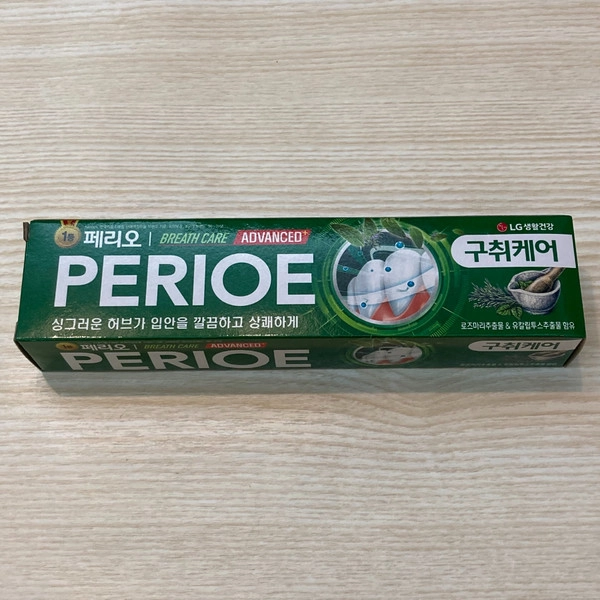 1등 페리오 | BREATH CARE ADVANCED+
PERIOE
싱그러운 허브가 입안을 깔끔하고 상쾌하게
LG생활건강
구취케어
로즈마리추출물 & 유칼립투스추출물 함유
페리오 | BREATH CARE ADVANCED+
PERIOE
구취케어